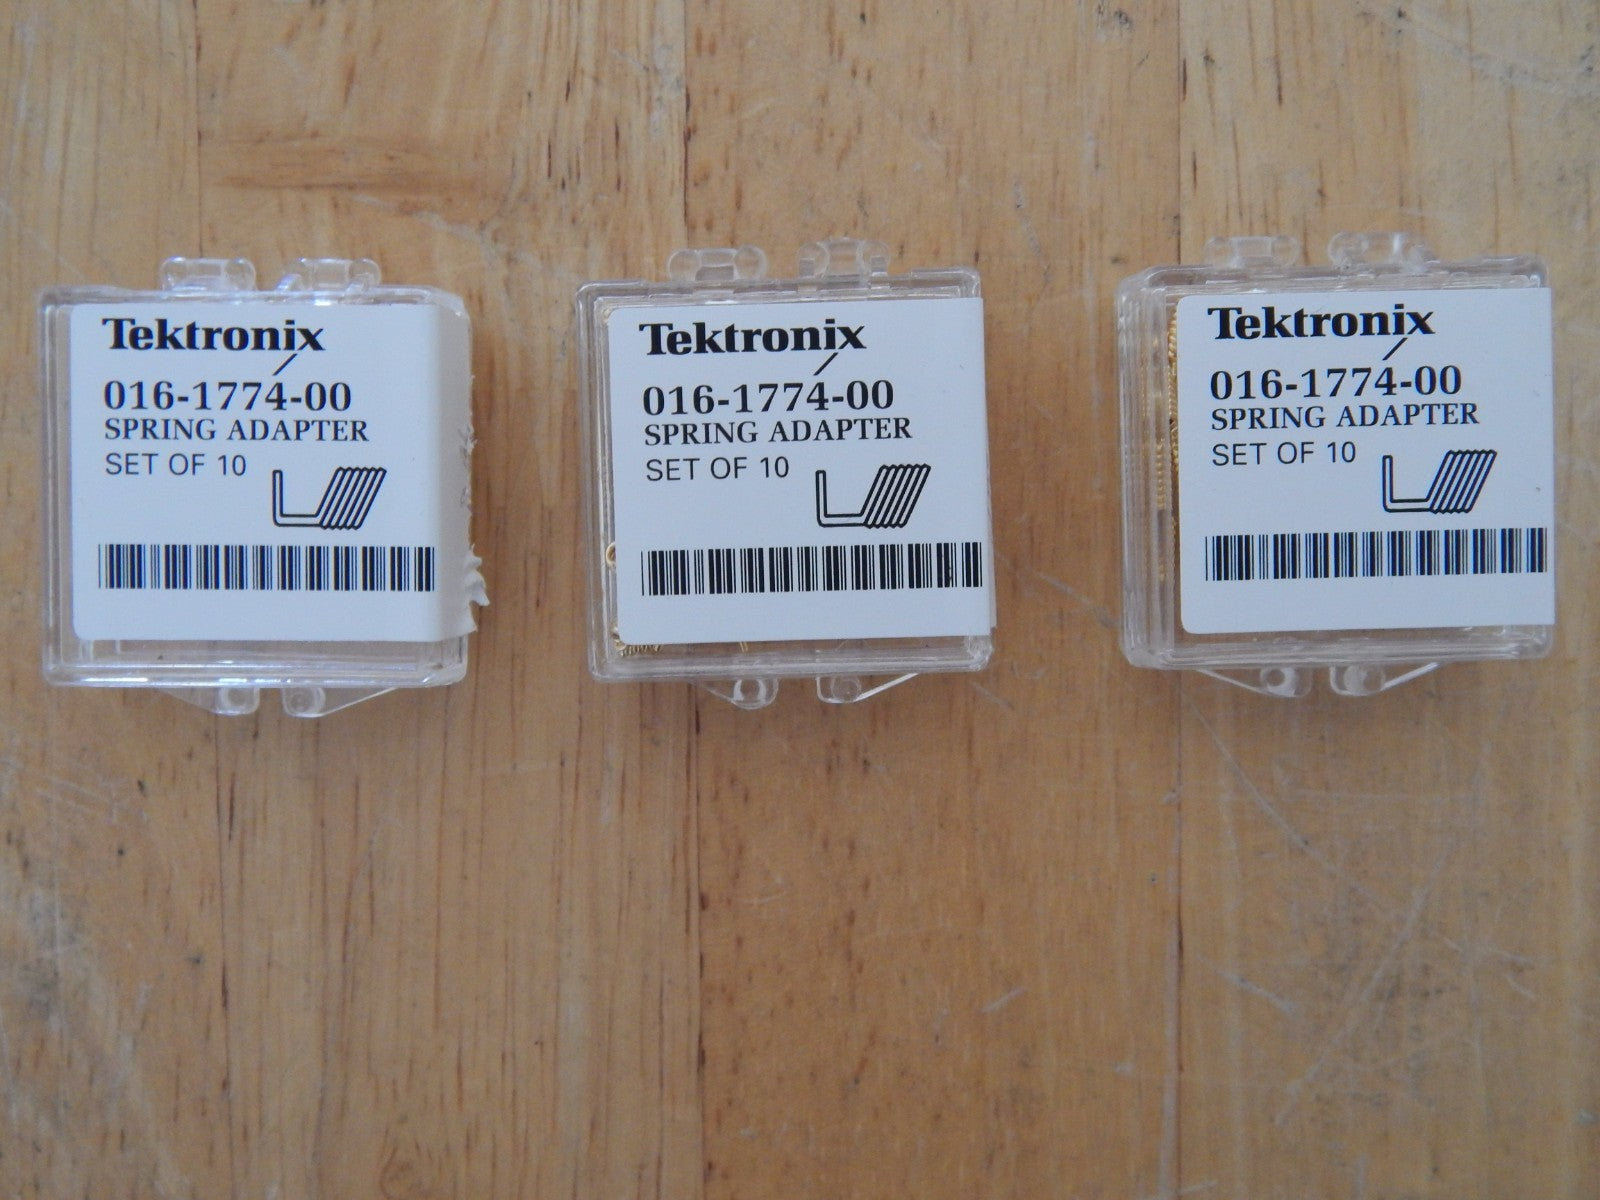 Tektronix
016-1774-00
SPRING ADAPTER
SET OF 10
Tektronix
016-1774-00
SPRING ADAPTER
SET OF 10
Tektronix
016-1774-00
SPRING ADAPTER
SET OF 10